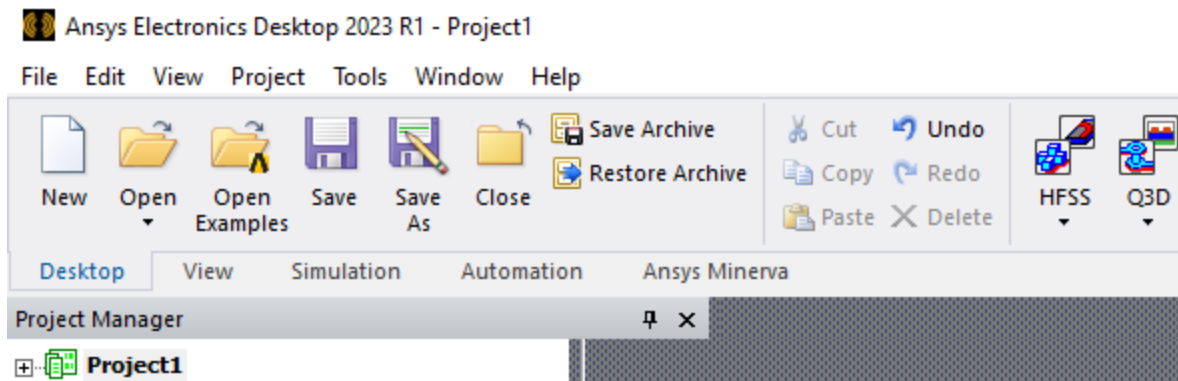 Ansys Electronics Desktop 2023 R1 - Project1
File Edit View Project Tools Window Help
New
Open
Open Examples
Save
Save As
Close
Save Archive
Restore Archive
Cut
Copy
Paste
Undo
Redo
Delete
HFSS
Q3D
Desktop View Simulation Automation Ansys Minerva
Project Manager
Project1